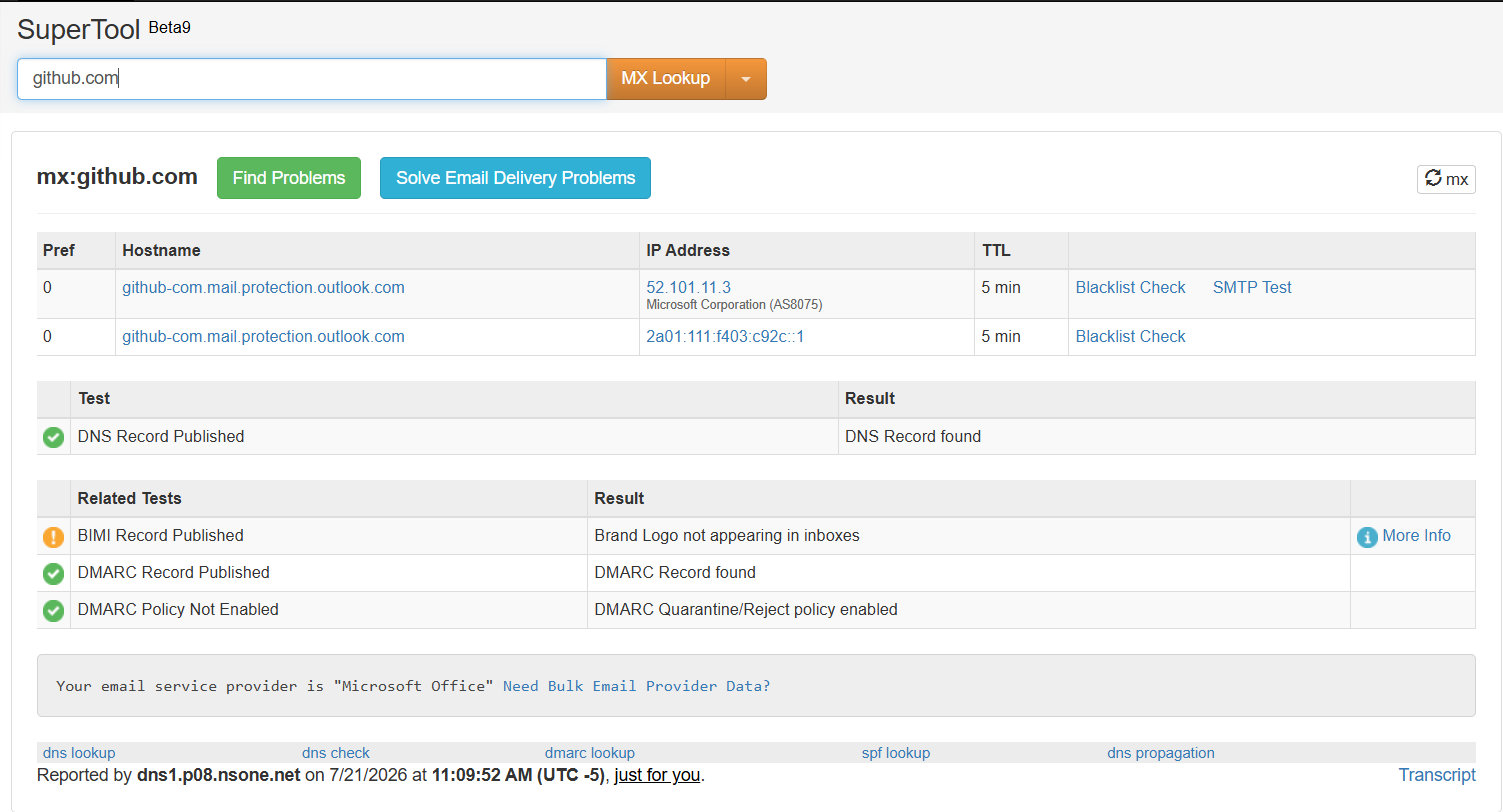 SuperTool Beta9
github.com MX Lookup
mx:github.com Find Problems Solve Email Delivery Problems mx
Pref Hostname IP Address TTL
0 github-com.mail.protection.outlook.com 52.101.11.3 5 min Blacklist Check SMTP Test
Microsoft Corporation (AS8075)
0 github-com.mail.protection.outlook.com 2a01:111:f403:c92c::1 5 min Blacklist Check
Test Result
DNS Record Published DNS Record found
Related Tests Result
BIMI Record Published Brand Logo not appearing in inboxes More Info
DMARC Record Published DMARC Record found
DMARC Policy Not Enabled DMARC Quarantine/Reject policy enabled
Your email service provider is "Microsoft Office" Need Bulk Email Provider Data?
dns lookup dns check dmarc lookup spf lookup dns propagation
Reported by dns1.p08.nsone.net on 7/21/2026 at 11:09:52 AM (UTC -5), just for you. Transcript